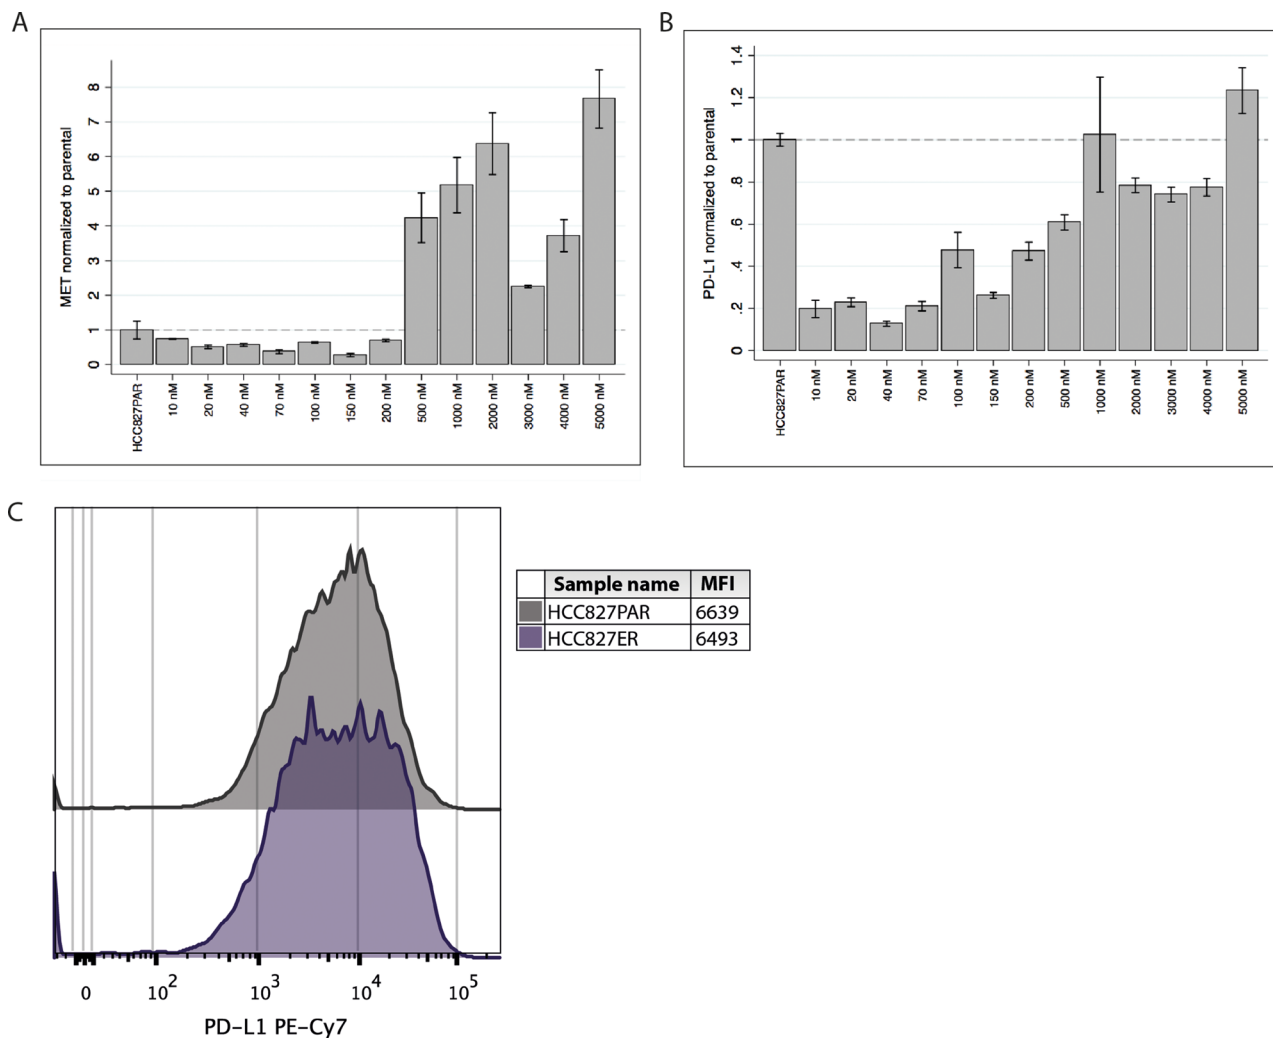 A
B
MET normalized to parental
8
7
6
5
4
3
2
1
0
HCC827PAR
10 nM
20 nM
40 nM
70 nM
100 nM
150 nM
200 nM
500 nM
1000 nM
2000 nM
3000 nM
4000 nM
5000 nM
PD-L1 normalized to parental
1.4
1.2
1
.8
.6
.4
.2
0
HCC827PAR
10 nM
20 nM
40 nM
70 nM
100 nM
150 nM
200 nM
500 nM
1000 nM
2000 nM
3000 nM
4000 nM
5000 nM
C
Sample name MFI
HCC827PAR 6639
HCC827ER 6493
0 10² 10³ 10⁴ 10⁵
PD-L1 PE-Cy7